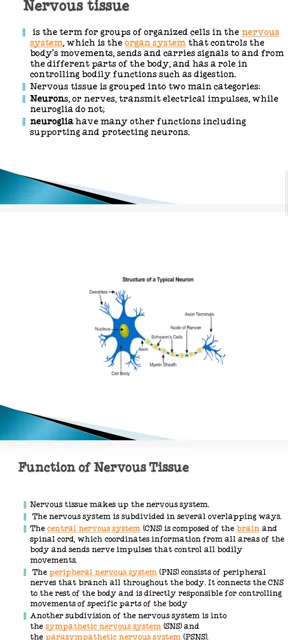 Nervous tissue
is the term for groups of organized cells in the nervous
system, which is the organ system that controls the
body's movements, sends and carries signals to and from
the different parts of the body, and has a role in
controlling bodily functions such as digestion.
Nervous tissue is grouped into two main categories:
Neurons, or nerves, transmit electrical impulses, while
neuroglia do not;
neuroglia have many other functions including
supporting and protecting neurons.
Structure of a Typical Neuron
Dendrites
Axon Terminals
Node of Ranvier
Nucleus
Schwann's Cells
Axon
Myelin Sheath
Cell Body
Function of Nervous Tissue
Nervous tissue makes up the nervous system.
The nervous system is subdivided in several overlapping ways.
The central nervous system (CNS) is composed of the brain and
spinal cord, which coordinates information from all areas of the
body and sends nerve impulses that control all bodily
movements.
The peripheral nervous system (PNS) consists of peripheral
nerves that branch all throughout the body. It connects the CNS
to the rest of the body and is directly responsible for controlling
movements of specific parts of the body
Another subdivision of the nervous system is into
the sympathetic nervous system (SNS) and
the parasympathetic nervous system (PSNS).